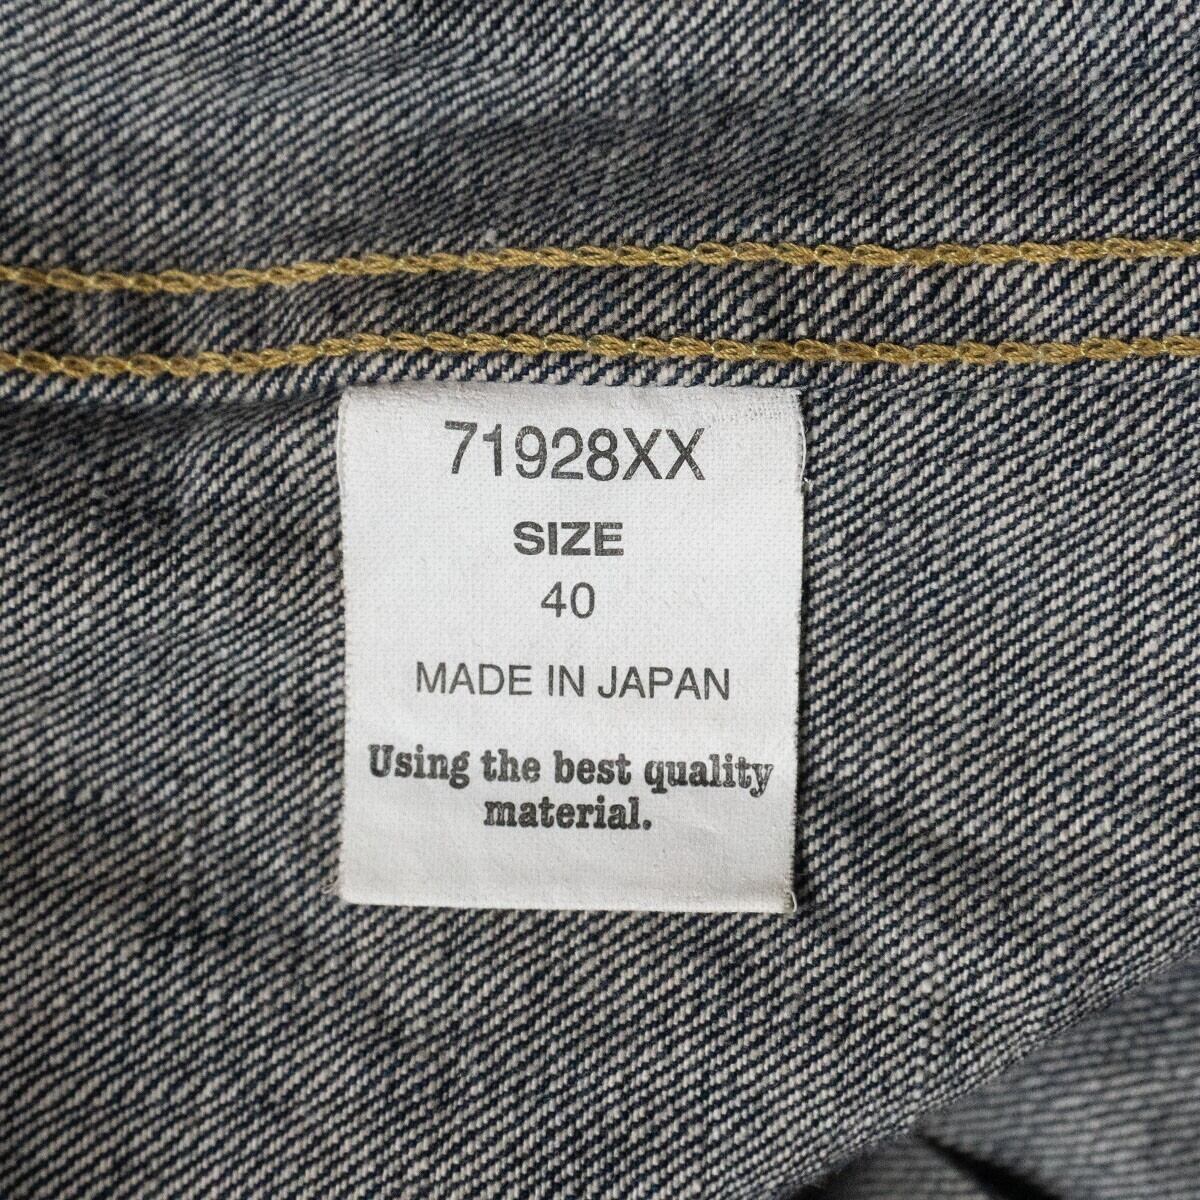 71928XX
SIZE
40
MADE IN JAPAN
Using the best quality
material.